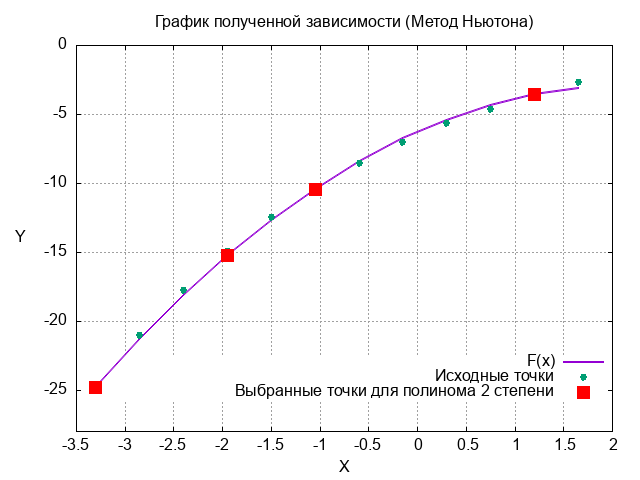 График полученной зависимости (Метод Ньютона)
0
-5
-10
-15
-20
-25
Y
F(x)
Исходные точки
Выбранные точки для полинома 2 степени
-3.5 -3 -2.5 -2 -1.5 -1 -0.5 0 0.5 1 1.5 2
X